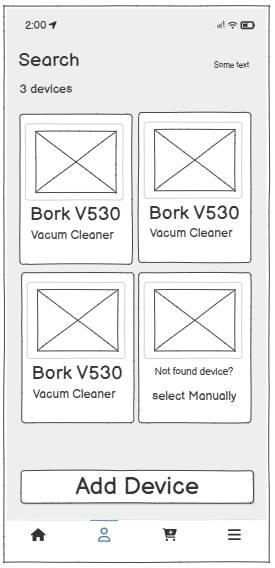 2:00
Search
Some text
3 devices
Bork V530
Vacum Cleaner
Bork V530
Vacum Cleaner
Bork V530
Vacum Cleaner
Not found device?
select Manually
Add Device